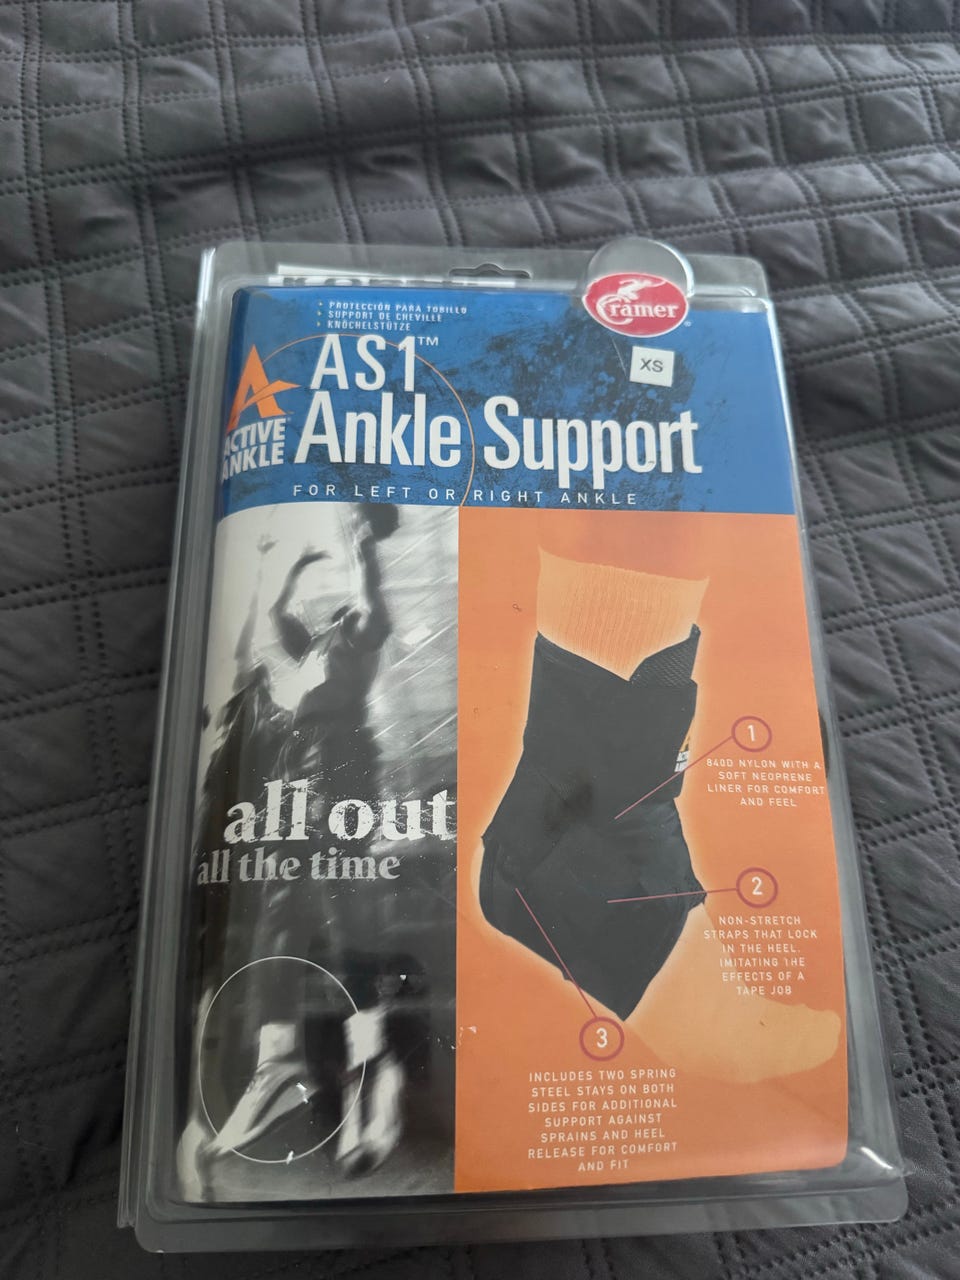 PROTECCIÓN PARA TOBILLO
SUPPORT DE CHEVILLE
KNÖCHELSTÜTZE
Cramer®
XS
AS1™
ACTIVE
ANKLE
Ankle Support
FOR LEFT OR RIGHT ANKLE
all out
all the time
1
840D NYLON WITH A
SOFT NEOPRENE
LINER FOR COMFORT
AND FEEL
2
NON-STRETCH
STRAPS THAT LOCK
IN THE HEEL,
IMITATING THE
EFFECTS OF A
TAPE JOB
3
INCLUDES TWO SPRING
STEEL STAYS ON BOTH
SIDES FOR ADDITIONAL
SUPPORT AGAINST
SPRAINS AND HEEL
RELEASE FOR COMFORT
AND FIT